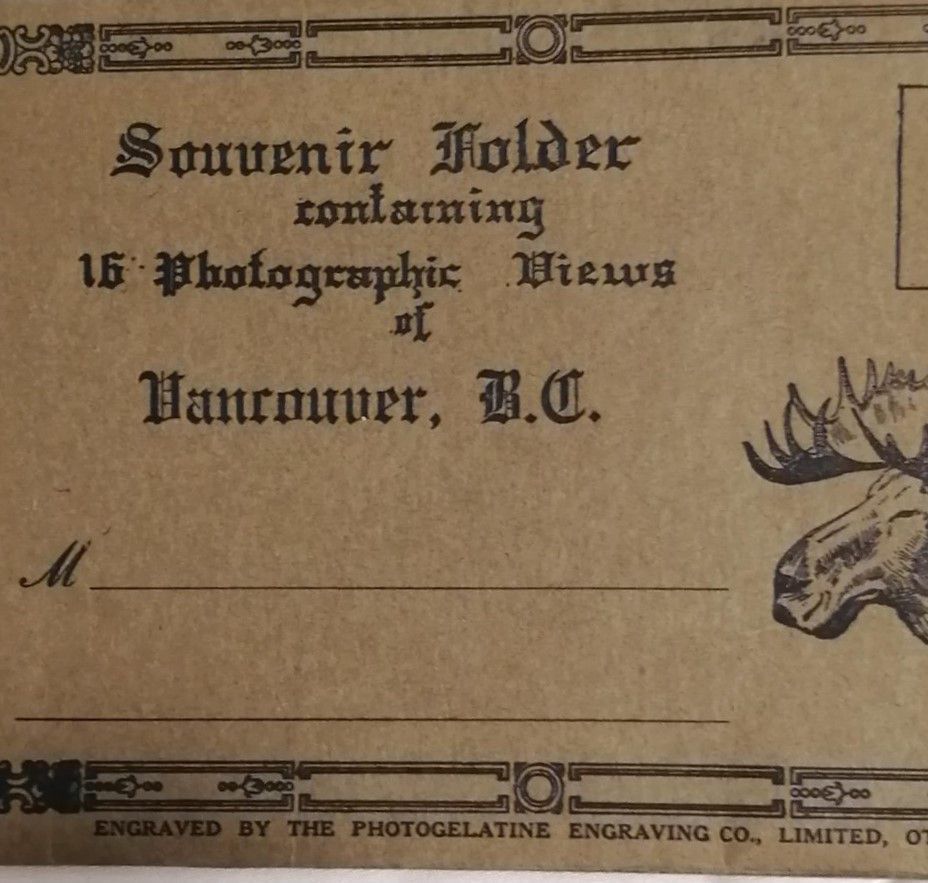 Souvenir Folder
containing
16 Photographic Views
of
Vancouver, B.C.
M
ENGRAVED BY THE PHOTOGELATINE ENGRAVING CO., LIMITED,